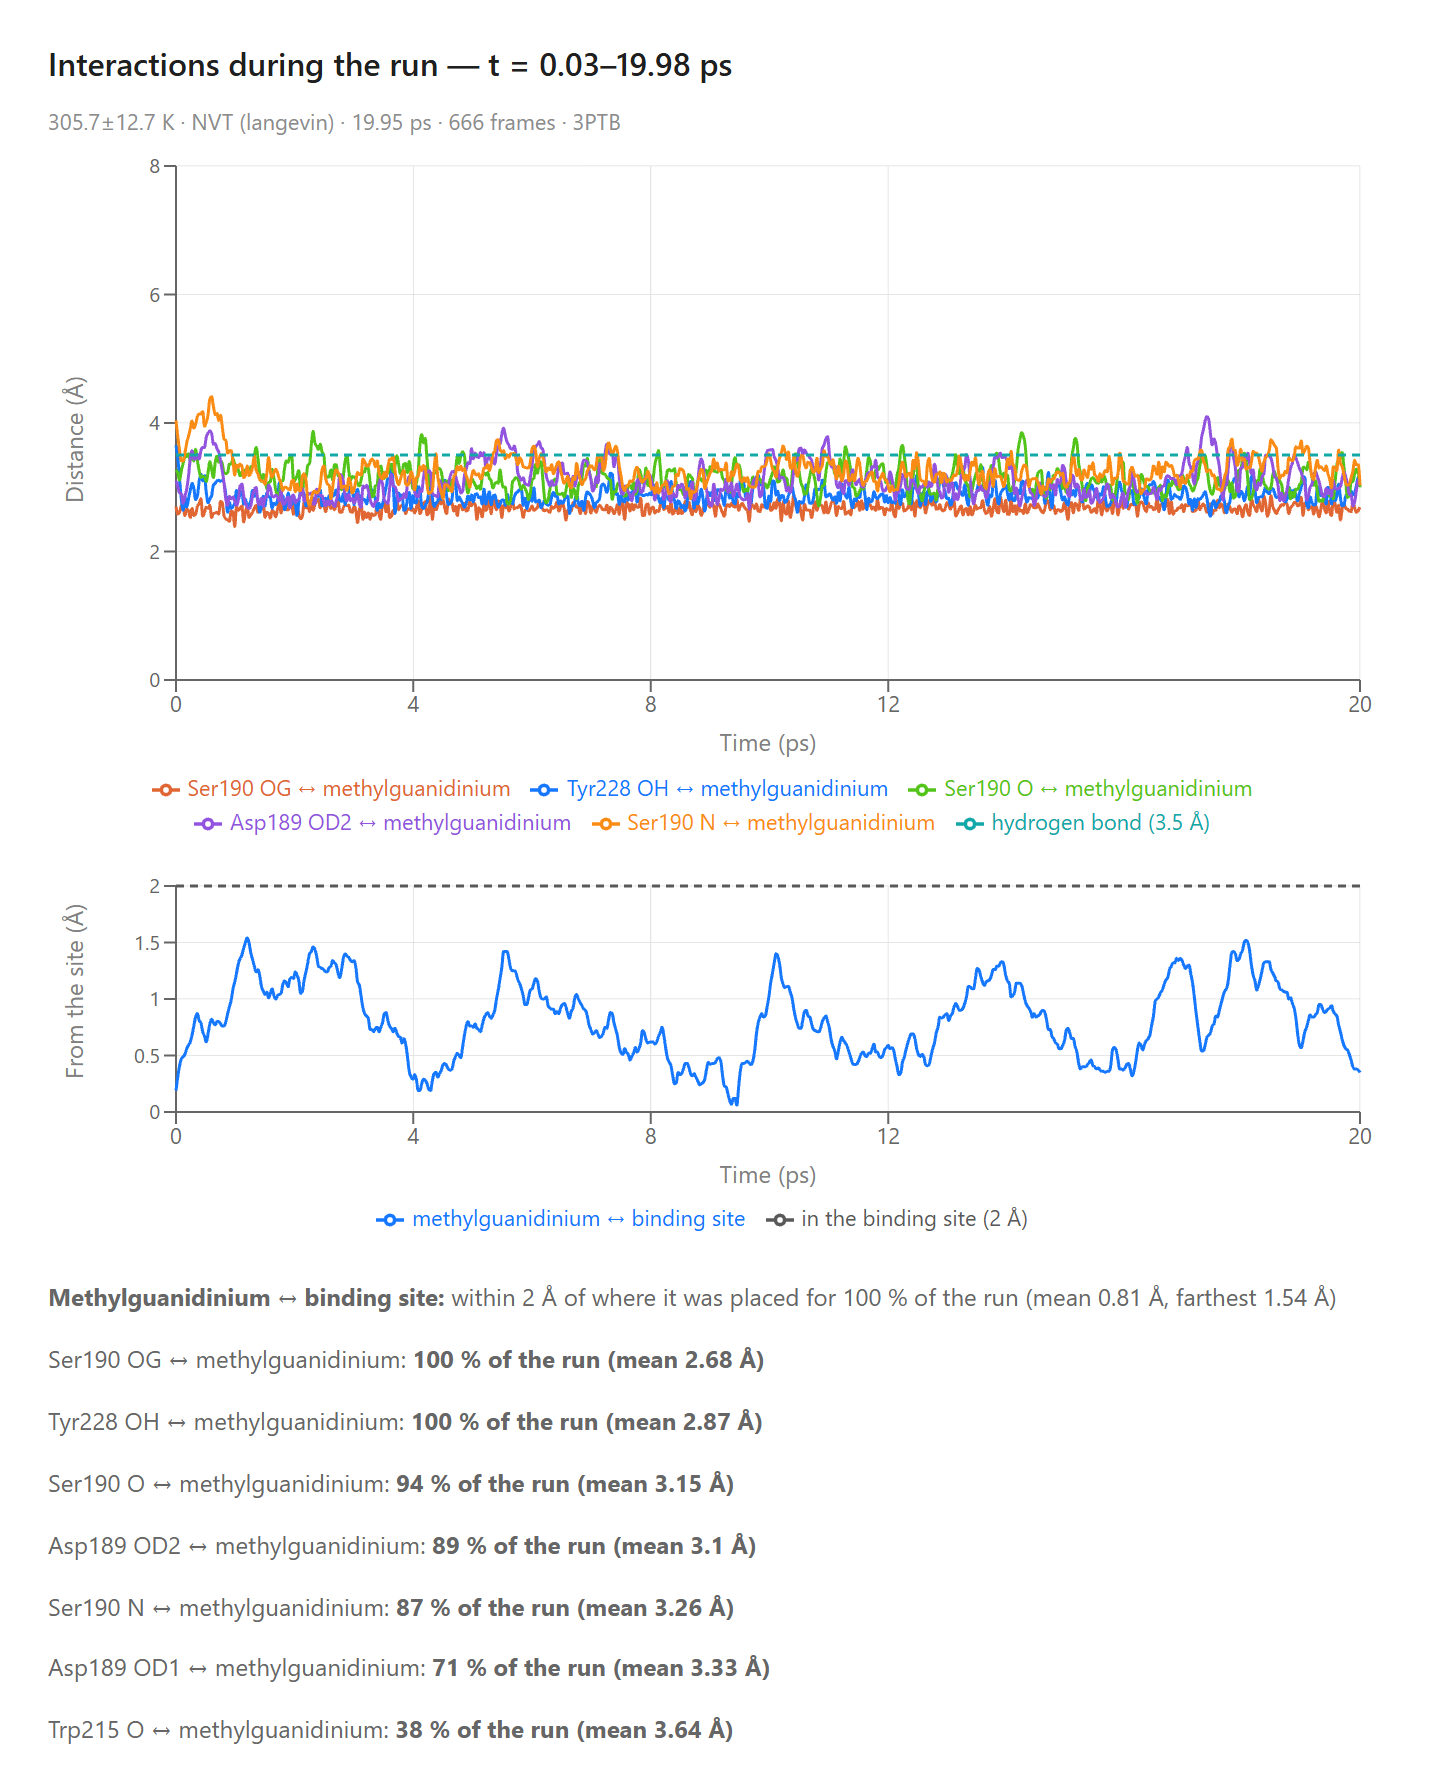 Interactions during the run — t = 0.03–19.98 ps
305.7±12.7 K · NVT (langevin) · 19.95 ps · 666 frames · 3PTB
8
6
4
2
0
Distance (Å)
0 4 8 12 20
Time (ps)
Ser190 OG ↔ methylguanidinium Tyr228 OH ↔ methylguanidinium Ser190 O ↔ methylguanidinium
Asp189 OD2 ↔ methylguanidinium Ser190 N ↔ methylguanidinium hydrogen bond (3.5 Å)
2
1.5
1
0.5
0
From the site (Å)
0 4 8 12 20
Time (ps)
methylguanidinium ↔ binding site in the binding site (2 Å)
Methylguanidinium ↔ binding site: within 2 Å of where it was placed for 100 % of the run (mean 0.81 Å, farthest 1.54 Å)
Ser190 OG ↔ methylguanidinium: 100 % of the run (mean 2.68 Å)
Tyr228 OH ↔ methylguanidinium: 100 % of the run (mean 2.87 Å)
Ser190 O ↔ methylguanidinium: 94 % of the run (mean 3.15 Å)
Asp189 OD2 ↔ methylguanidinium: 89 % of the run (mean 3.1 Å)
Ser190 N ↔ methylguanidinium: 87 % of the run (mean 3.26 Å)
Asp189 OD1 ↔ methylguanidinium: 71 % of the run (mean 3.33 Å)
Trp215 O ↔ methylguanidinium: 38 % of the run (mean 3.64 Å)